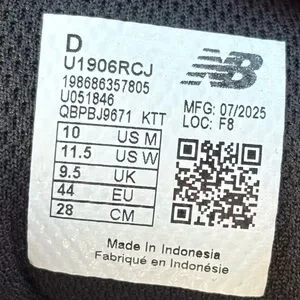 D
U1906RCJ
198686357805
U051846
QBPBJ9671 KTT
10 US M
11.5 US W
9.5 UK
44 EU
28 CM
NB
MFG: 07/2025
LOC: F8
Made In Indonesia
Fabriqué en Indonésie